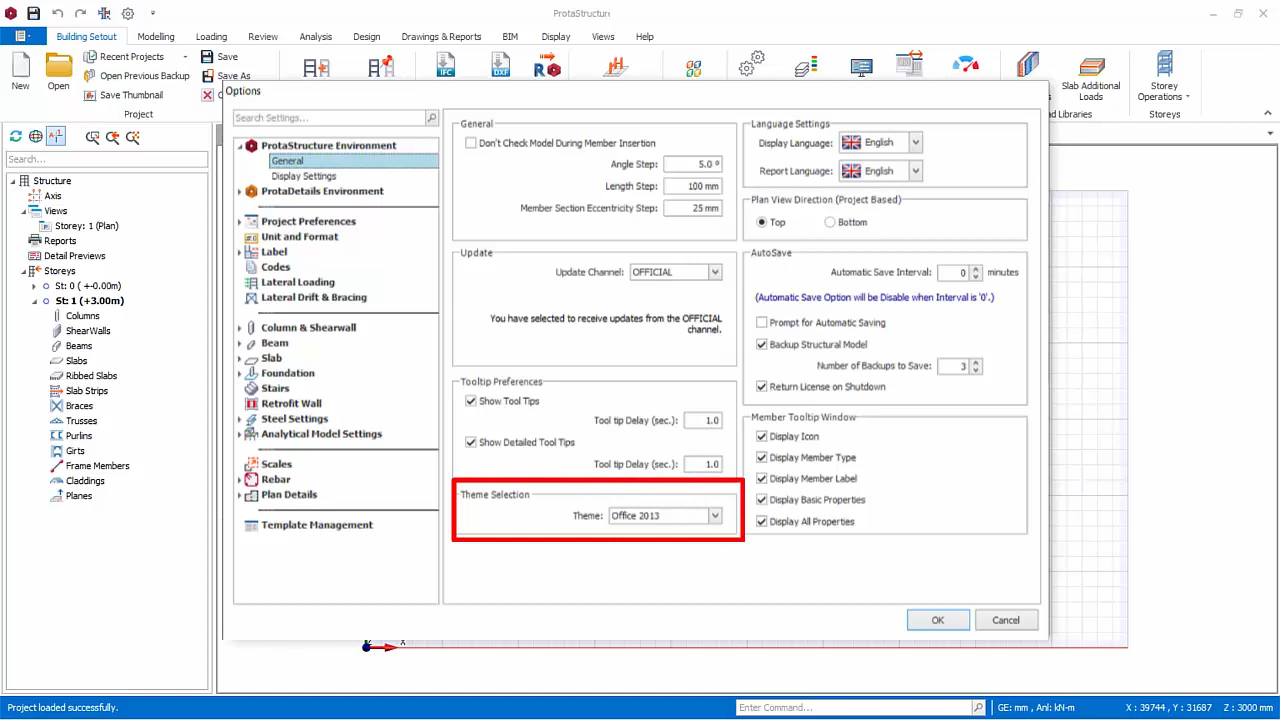 ProtaStructure
Building Setout
Modelling
Loading
Review
Analysis
Design
Drawings & Reports
BIM
Display
Views
Help
New
Open
Recent Projects
Open Previous Backup
Save Thumbnail
Save
Save As
Project
IFC
DXF
R
Slab Additional
Loads
Storey
Operations
Storeys
Options
Search Settings...
ProtaStructure Environment
General
Display Settings
ProtaDetails Environment
Project Preferences
Unit and Format
Label
Codes
Lateral Loading
Lateral Drift & Bracing
Column & Shearwall
Beam
Slab
Foundation
Stairs
Retrofit Wall
Steel Settings
Analytical Model Settings
Scales
Rebar
Plan Details
Template Management
General
Don't Check Model During Member Insertion
Angle Step: 5.0 º
Length Step: 100 mm
Member Section Eccentricity Step: 25 mm
Update
Update Channel: OFFICIAL
You have selected to receive updates from the OFFICIAL
channel.
Tooltip Preferences
Show Tool Tips
Tool tip Delay (sec.): 1.0
Show Detailed Tool Tips
Tool tip Delay (sec.): 1.0
Theme Selection
Theme: Office 2013
Language Settings
Display Language: English
Report Language: English
Plan View Direction (Project Based)
Top
Bottom
AutoSave
Automatic Save Interval: 0 minutes
(Automatic Save Option will be Disable when Interval is '0'.)
Prompt for Automatic Saving
Backup Structural Model
Number of Backups to Save: 3
Return License on Shutdown
Member Tooltip Window
Display Icon
Display Member Type
Display Member Label
Display Basic Properties
Display All Properties
OK
Cancel
Search...
Structure
Axis
Views
Storey: 1 (Plan)
Reports
Detail Previews
Storeys
St: 0 ( +-0.00m)
St: 1 (+3.00m)
Columns
ShearWalls
Beams
Slabs
Ribbed Slabs
Slab Strips
Braces
Trusses
Purlins
Girts
Frame Members
Claddings
Planes
X
Project loaded successfully.
Enter Command...
GE: mm , Anl: kN-m
X : 39744 , Y : 31687
Z : 3000 mm